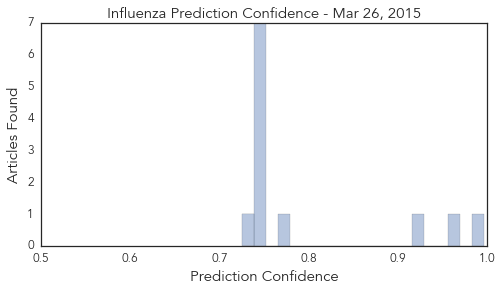 Influenza Prediction Confidence - Mar 26, 2015
Articles Found
7
6
5
4
3
2
1
0
0.5 0.6 0.7 0.8 0.9 1.0
Prediction Confidence